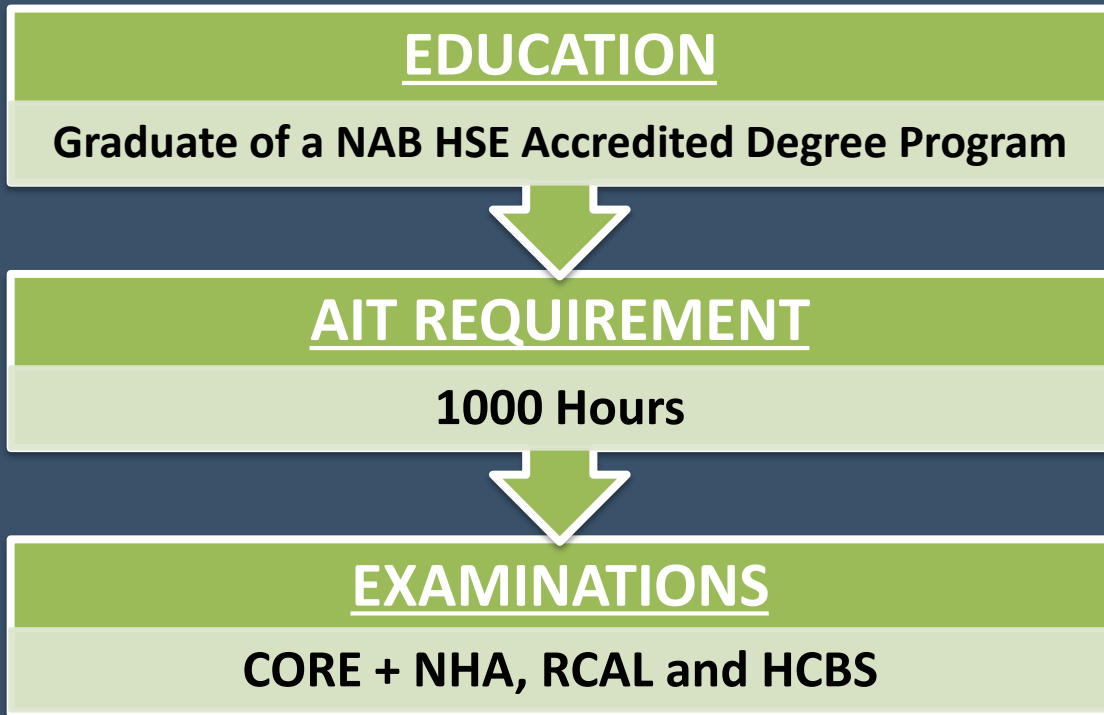 EDUCATION
Graduate of a NAB HSE Accredited Degree Program
AIT REQUIREMENT
1000 Hours
EXAMINATIONS
CORE + NHA, RCAL and HCBS